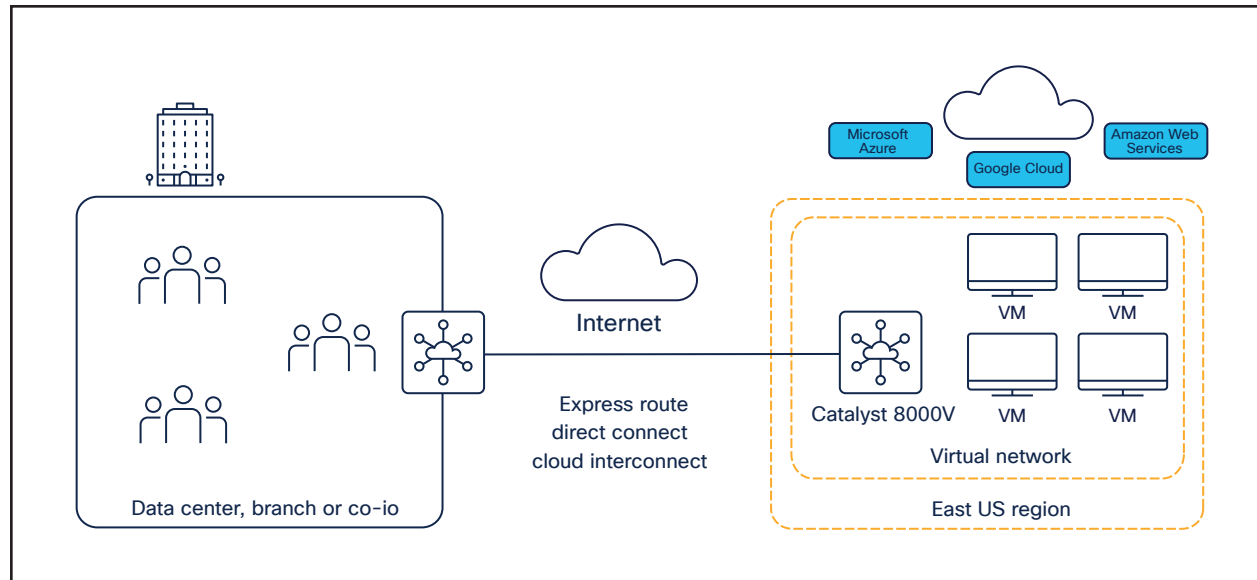 Microsoft
Azure
Google Cloud
Amazon Web
Services
Internet
Express route
direct connect
cloud interconnect
Data center, branch or co-io
Catalyst 8000V
VM
VM
VM
VM
Virtual network
East US region